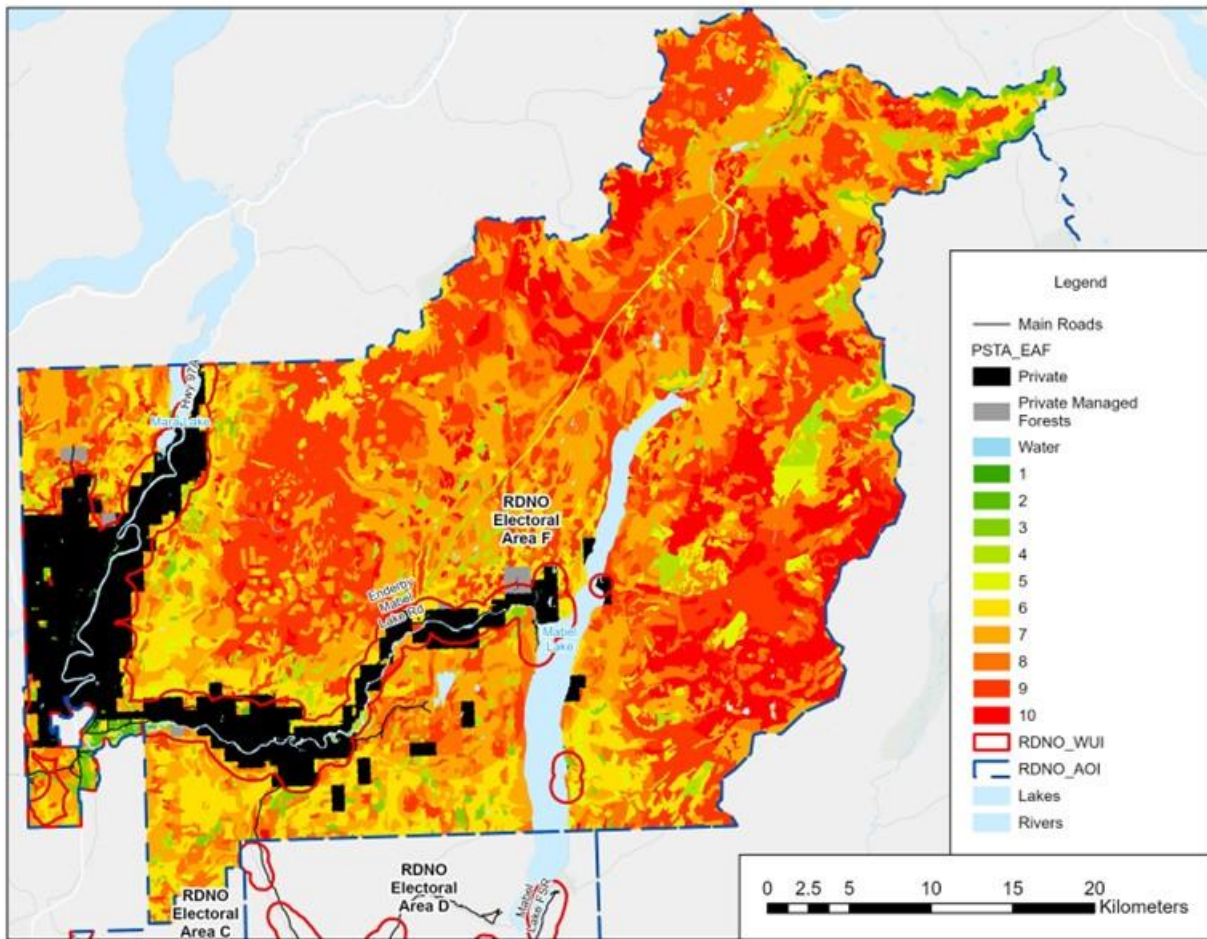 Hwy 97A
Mara Lake
RDNO
Electoral
Area F
Enderby
Mabel
Lake Rd
Mabel
Lake
RDNO
Electoral
Area D
RDNO
Electoral
Area C
Mabel
Lake FSR
Legend
Main Roads
PSTA_EAF
Private
Private Managed
Forests
Water
1
2
3
4
5
6
7
8
9
10
RDNO_WUI
RDNO_AOI
Lakes
Rivers
0 2.5 5 10 15 20
Kilometers